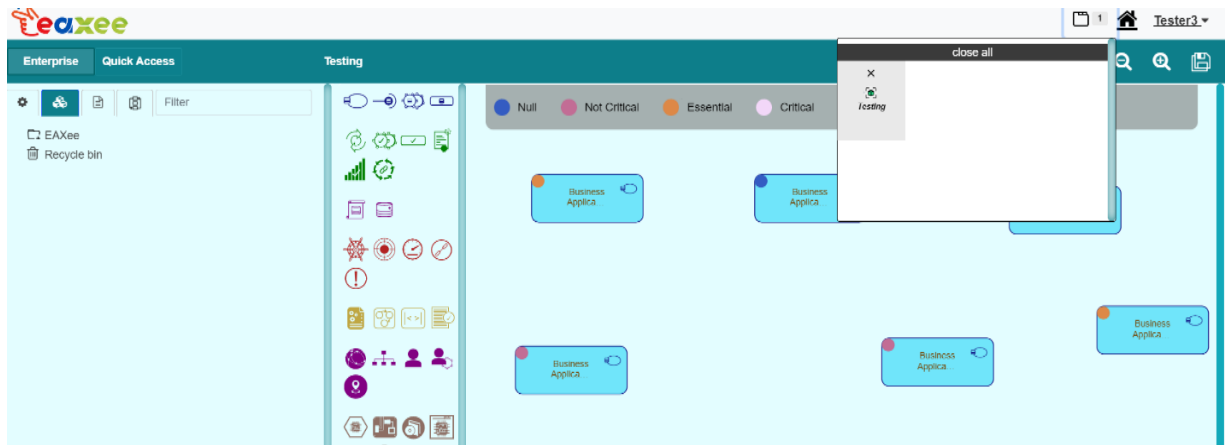 eaxee
1
Tester3
Enterprise
Quick Access
Testing
close all
×
Testing
Filter
EAXee
Recycle bin
Null
Not Critical
Essential
Critical
Business
Applica...
Business
Applica...
Business
Applica...
Business
Applica...
Business
Applica...